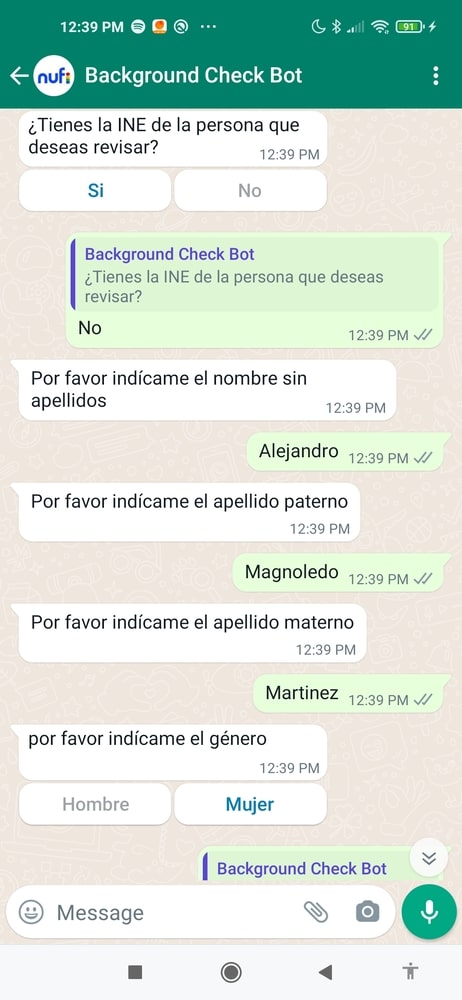 12:39 PM
91
nufi
Background Check Bot
¿Tienes la INE de la persona que
deseas revisar?
12:39 PM
Si
No
Background Check Bot
¿Tienes la INE de la persona que deseas
revisar?
No
12:39 PM
Por favor indícame el nombre sin
apellidos
12:39 PM
Alejandro
12:39 PM
Por favor indícame el apellido paterno
12:39 PM
Magnoledo
12:39 PM
Por favor indícame el apellido materno
12:39 PM
Martinez
12:39 PM
por favor indícame el género
12:39 PM
Hombre
Mujer
Background Check Bot
Message